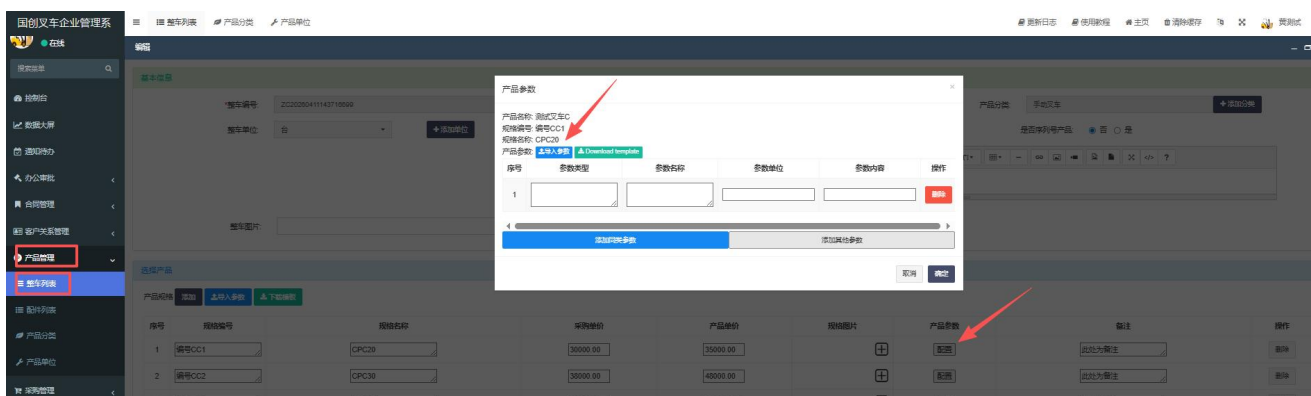 国创叉车企业管理系
整车列表 产品分类 产品单位
更新日志 使用教程 主页 清除缓存 黄测试
在线
编辑
搜索菜单
基本信息
控制台
*整车编号:
产品分类: 手动叉车 +添加分类
数据大屏
整车单位: 台 +添加单位
是否序列号产品: 否 是
通知待办
办公审批
合同管理
客户关系管理
整车图片:
产品管理
整车列表
配件列表
产品分类
产品单位
采购管理
产品参数
产品名称: 测试叉车C
规格编号: 编号CC1
规格名称: CPC20
产品参数: 导入参数 Download template
序号 参数类型 参数名称 参数单位 参数内容 操作
1 删除
添加同类参数 添加其他参数
取消 确定
选择产品
产品规格: 添加 导入参数 下载模板
序号 规格编号 规格名称 采购单价 产品单价 规格图片 产品参数 备注 操作
1 编号CC1 CPC20 30000.00 35000.00 配置 此处为备注 删除
2 编号CC2 CPC30 38000.00 48000.00 配置 此处为备注 删除